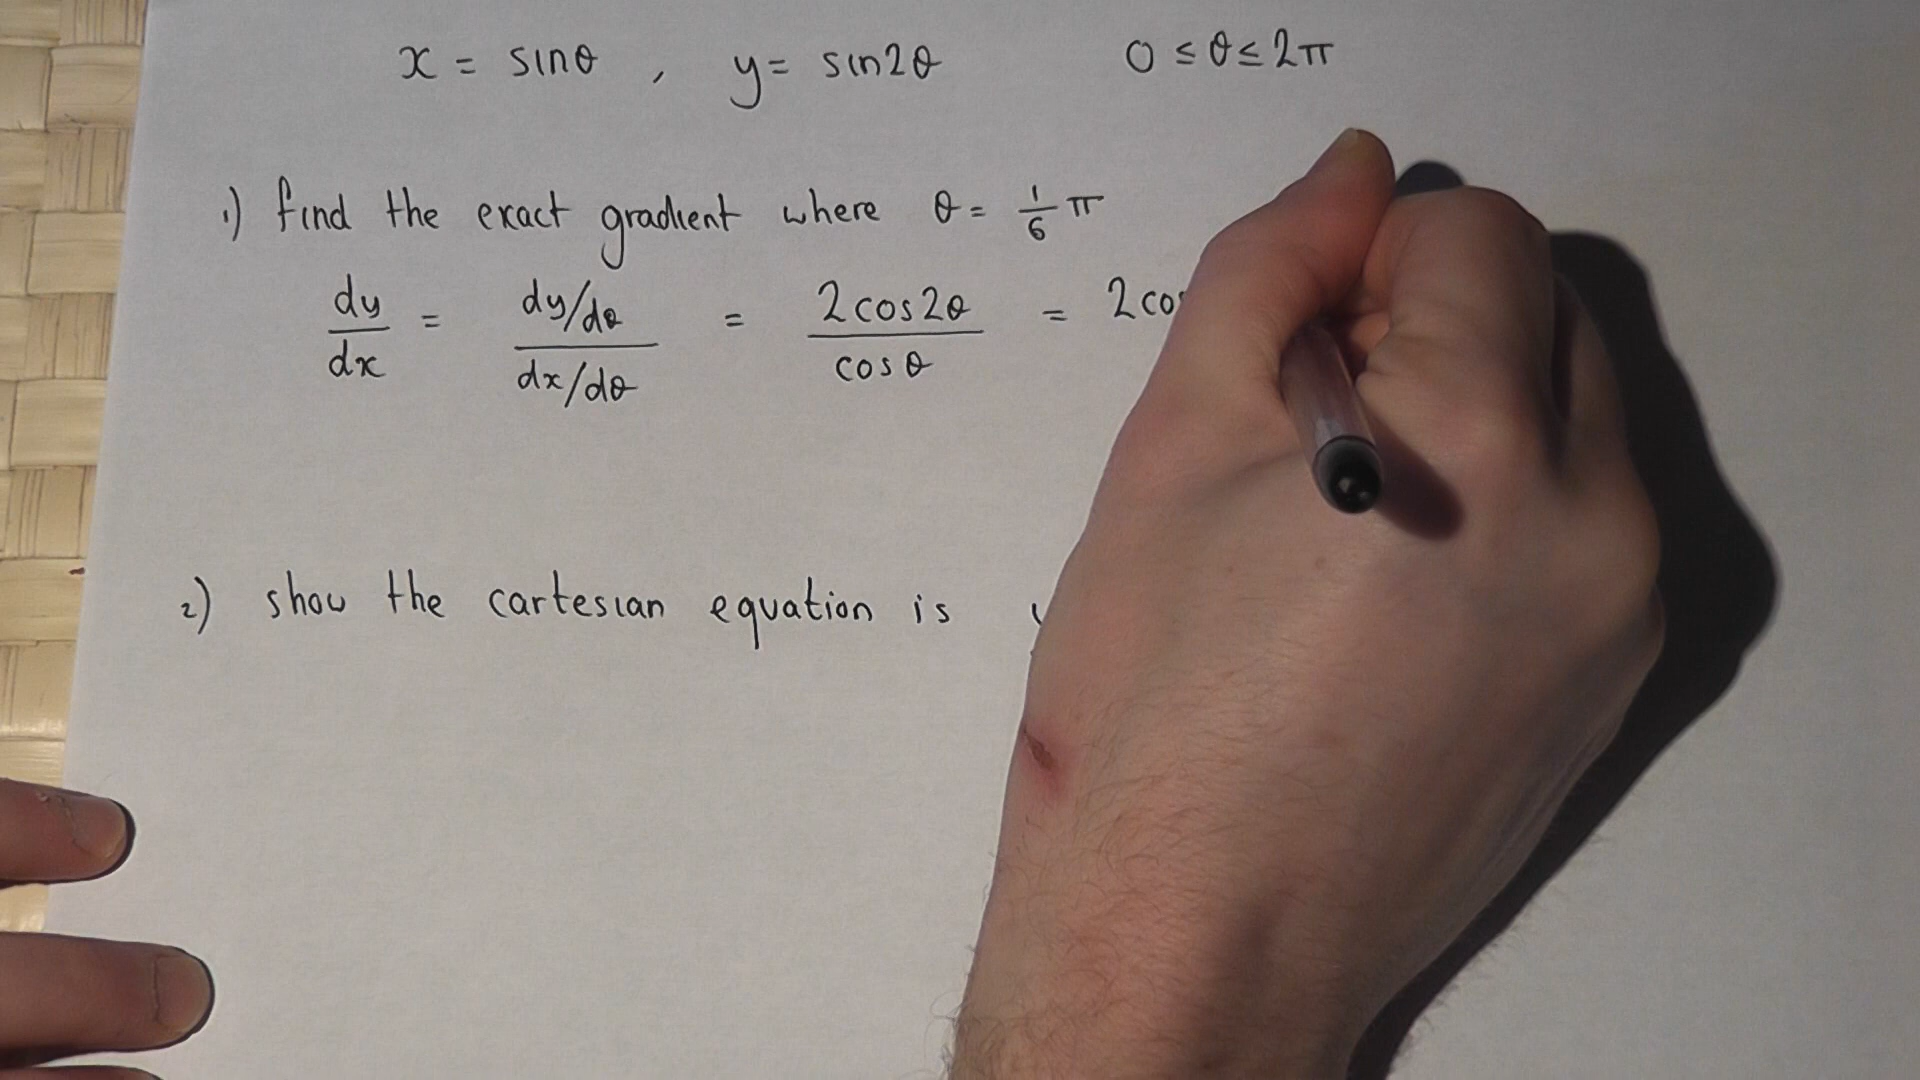 x = sinθ , y = sin2θ 0 ≤ θ ≤ 2π
1) find the exact gradient where θ = 1/6 π
dy/dx = (dy/dθ)/(dx/dθ) = 2cos2θ/cosθ = 2cos
2) show the cartesian equation is